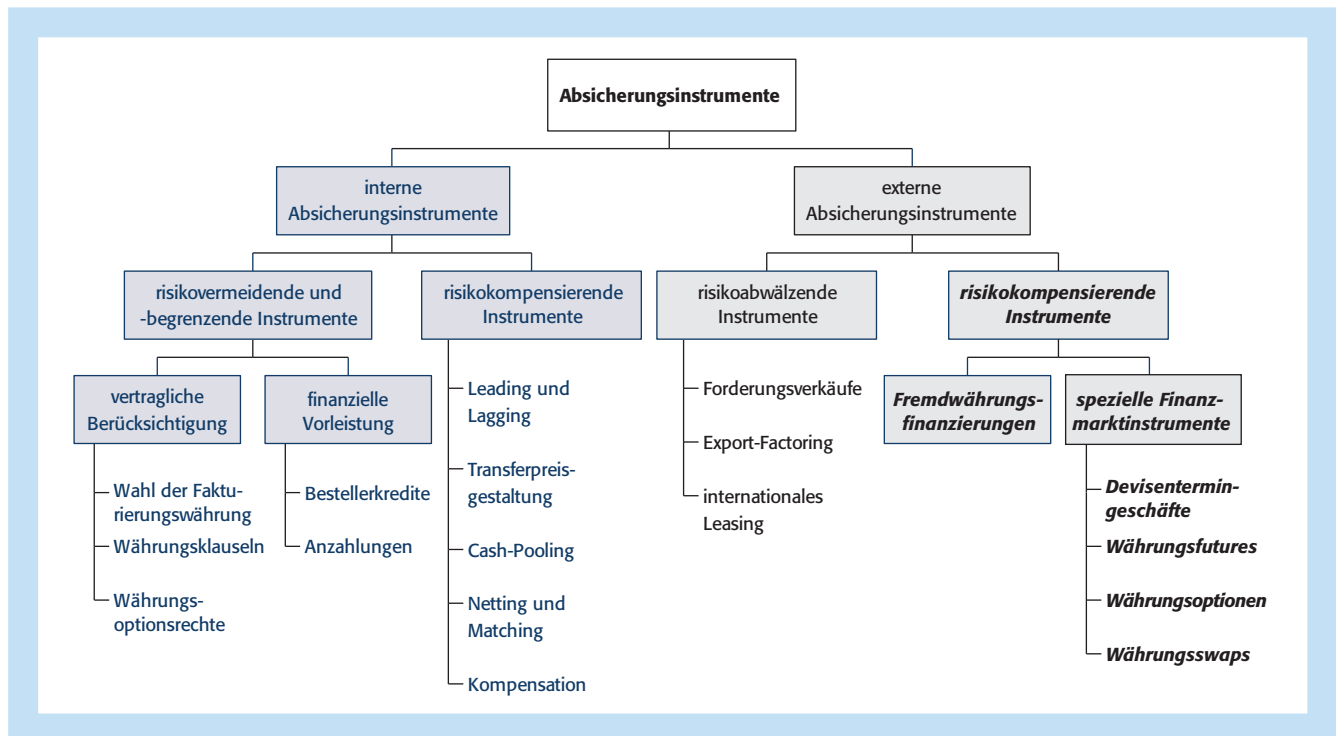 Absicherungsinstrumente
interne
Absicherungsinstrumente
externe
Absicherungsinstrumente
risikovermeidende und
-begrenzende Instrumente
risikokompensierende
Instrumente
risikoabwälzende
Instrumente
risikokompensierende
Instrumente
vertragliche
Berücksichtigung
finanzielle
Vorleistung
Fremdwährungs-
finanzierungen
spezielle Finanz-
marktinstrumente
Wahl der Faktu-
rierungswährung
Währungsklauseln
Währungs-
optionsrechte
Bestellerkredite
Anzahlungen
Leading und
Lagging
Transferpreis-
gestaltung
Cash-Pooling
Netting und
Matching
Kompensation
Forderungsverkäufe
Export-Factoring
internationales
Leasing
Devisentermin-
geschäfte
Währungsfutures
Währungsoptionen
Währungsswaps